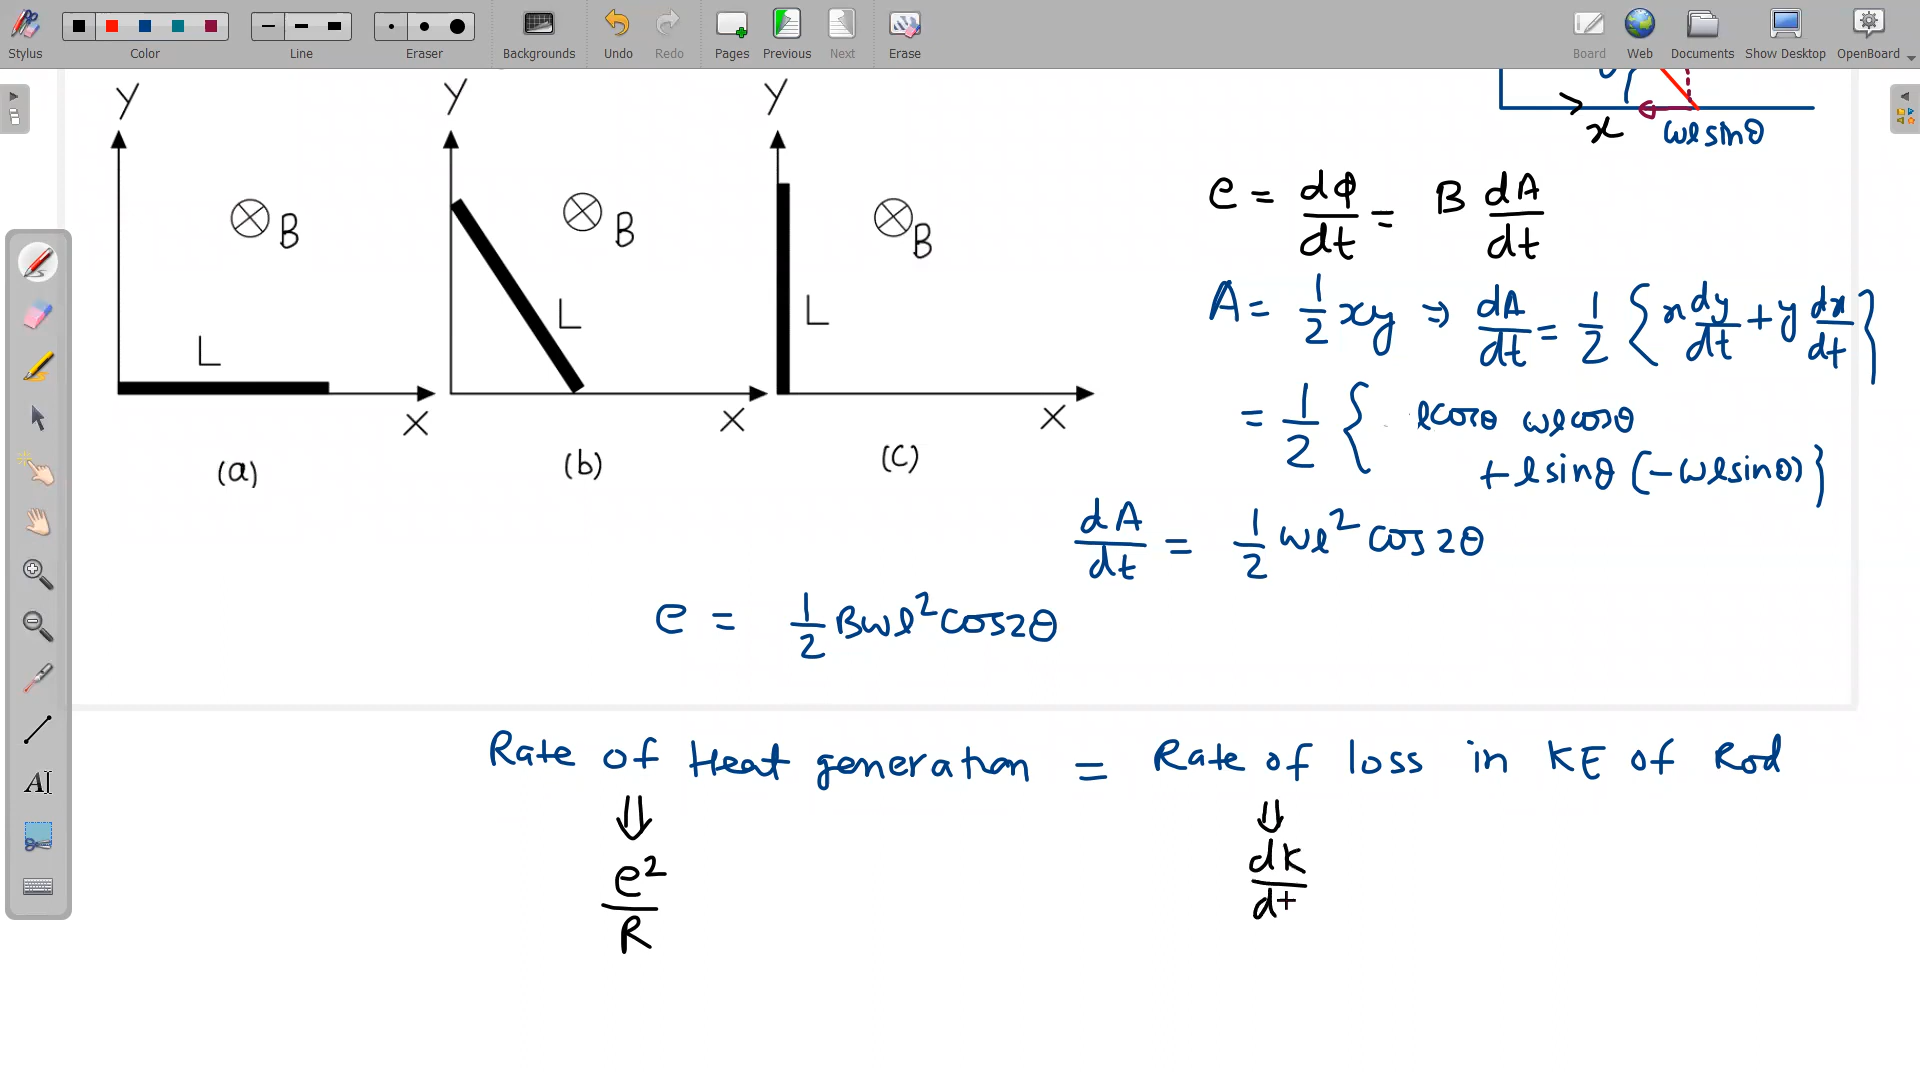 Stylus Color Line Eraser Backgrounds Undo Redo Pages Previous Next Erase Board Web Documents Show Desktop OpenBoard
Y Y Y
B B B
L L L
X X X
(a) (b) (c)
θ
x ωℓsinθ
e = dφ/dt = B dA/dt
A = 1/2 xy ⇒ dA/dt = 1/2 { x dy/dt + y dx/dt }
= 1/2 { ℓcosθ ωℓcosθ
+ ℓsinθ (-ωℓsinθ) }
dA/dt = 1/2 ωℓ² cos2θ
e = 1/2 Bωℓ² cos2θ
Rate of Heat generation = Rate of loss in KE of Rod
⇓ ⇓
e²/R dK/dt